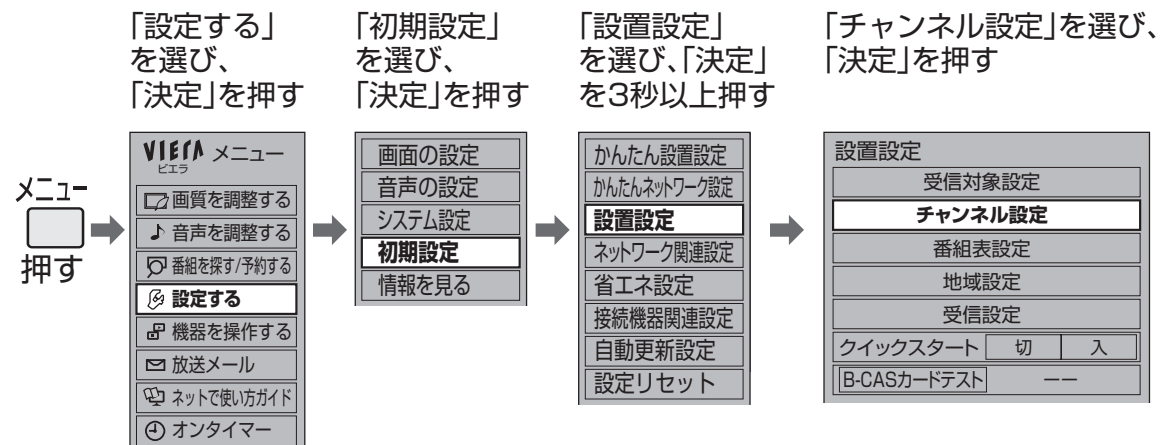 「設定する」
を選び、
「決定」を押す
「初期設定」
を選び、
「決定」を押す
「設置設定」
を選び、「決定」
を3秒以上押す
「チャンネル設定」を選び、
「決定」を押す
メニュー
押す
VIERA メニュー
ビエラ
画質を調整する
音声を調整する
番組を探す/予約する
設定する
機器を操作する
放送メール
ネットで使い方ガイド
オンタイマー
画面の設定
音声の設定
システム設定
初期設定
情報を見る
かんたん設置設定
かんたんネットワーク設定
設置設定
ネットワーク関連設定
省エネ設定
接続機器関連設定
自動更新設定
設定リセット
設置設定
受信対象設定
チャンネル設定
番組表設定
地域設定
受信設定
クイックスタート 切 入
B-CASカードテスト ーー